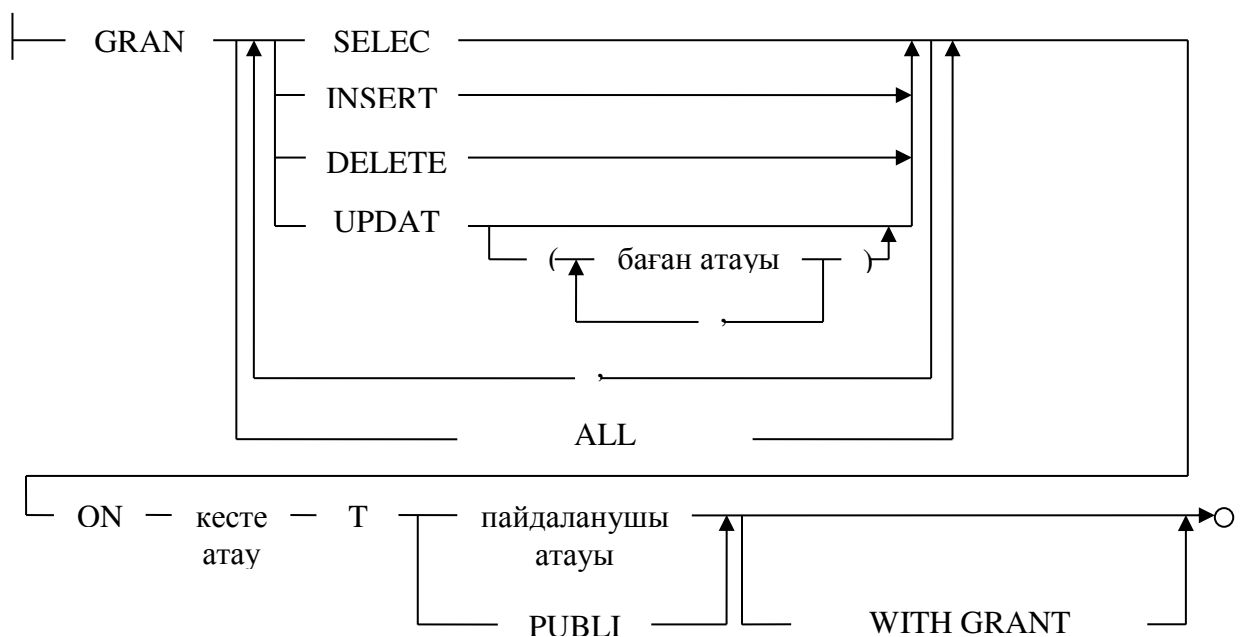 GRAN SELEC
INSERT
DELETE
UPDAT
( баған атауы )
,
,
ALL
ON кесте T пайдаланушы
атау атауы
PUBLI WITH GRANT